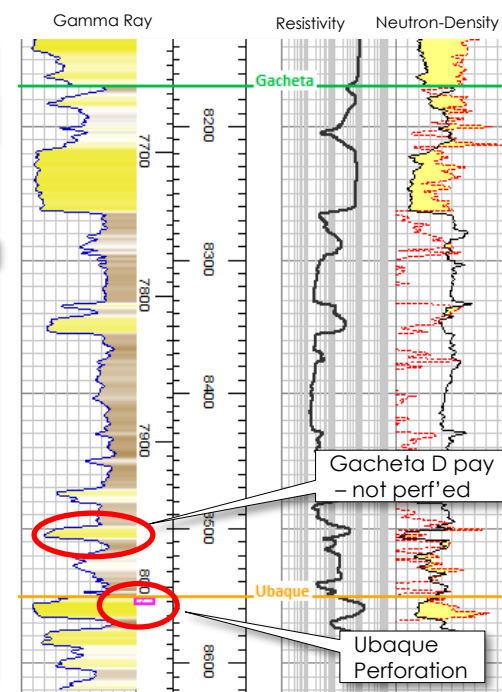 Gamma Ray
Resistivity
Neutron-Density
Gacheta
8200
7700
8300
7800
8400
7900
Gacheta D pay
– not perf'ed
8500
Ubaque
Ubaque
Perforation
8600